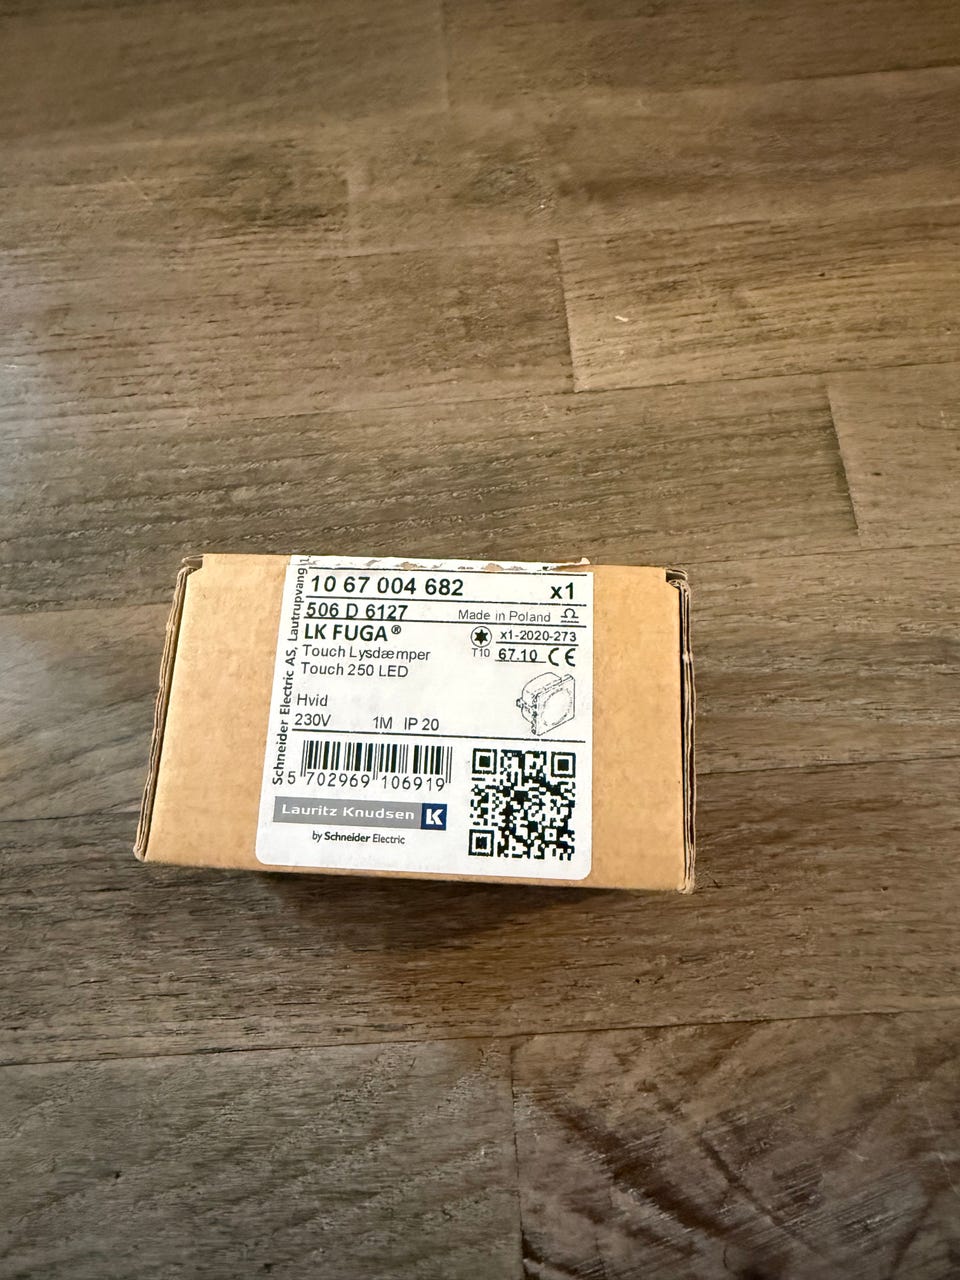 10 67 004 682 x1
506 D 6127 Made in Poland
LK FUGA®
x1-2020-273
Touch Lysdæmper
T10 67.10 CE
Touch 250 LED
Hvid
230V 1M IP 20
5 702969 106919
Lauritz Knudsen LK
by Schneider Electric
Schneider Electric AS, Lautrupvang